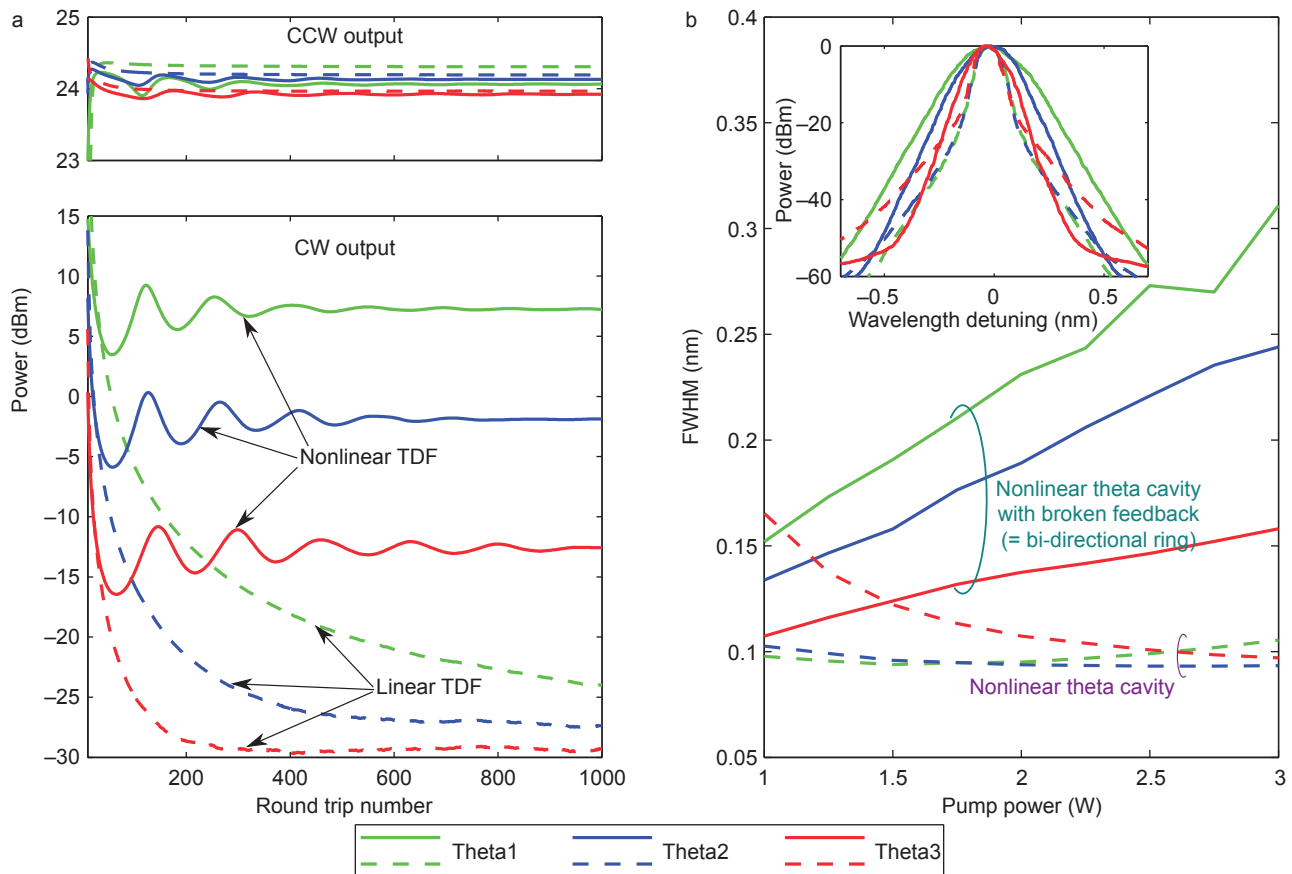 a
25
24
23
CCW output
15
10
5
0
–5
–10
–15
–20
–25
–30
CW output
Nonlinear TDF
Linear TDF
Power (dBm)
200
400
600
800
1000
Round trip number
b
0.4
0.35
0.3
0.25
0.2
0.15
0.1
0.05
FWHM (nm)
0
–20
–40
–60
Power (dBm)
–0.5
0
0.5
Wavelength detuning (nm)
Nonlinear theta cavity
with broken feedback
(= bi-directional ring)
Nonlinear theta cavity
1
1.5
2
2.5
3
Pump power (W)
Theta1
Theta2
Theta3